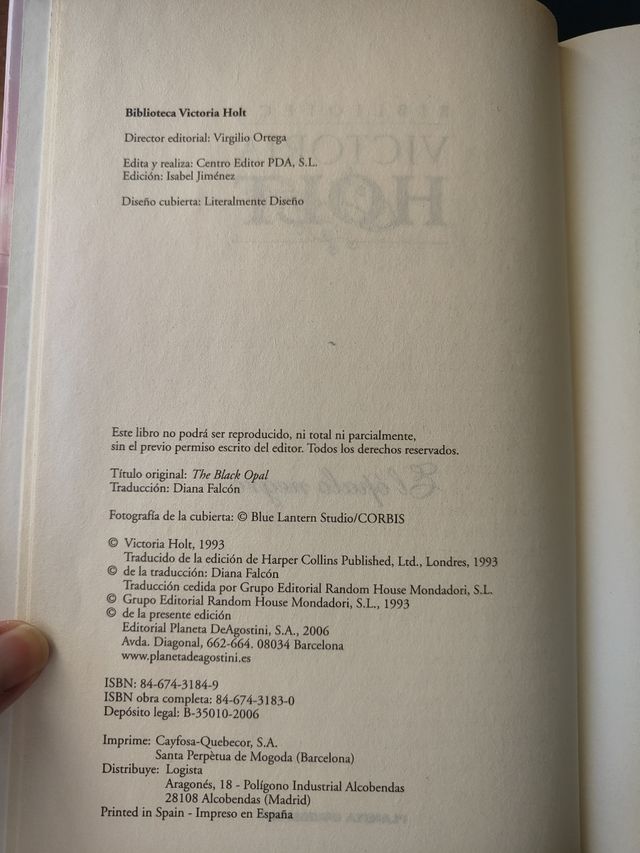 Biblioteca Victoria Holt
Director editorial: Virgilio Ortega
Edita y realiza: Centro Editor PDA, S.L.
Edición: Isabel Jiménez
Diseño cubierta: Literalmente Diseño
Este libro no podrá ser reproducido, ni total ni parcialmente,
sin el previo permiso escrito del editor. Todos los derechos reservados.
Título original: The Black Opal
Traducción: Diana Falcón
Fotografía de la cubierta: © Blue Lantern Studio/CORBIS
© Victoria Holt, 1993
Traducido de la edición de Harper Collins Published, Ltd., Londres, 1993
© de la traducción: Diana Falcón
Traducción cedida por Grupo Editorial Random House Mondadori, S.L.
© Grupo Editorial Random House Mondadori, S.L., 1993
© de la presente edición
Editorial Planeta DeAgostini, S.A., 2006
Avda. Diagonal, 662-664. 08034 Barcelona
www.planetadeagostini.es
ISBN: 84-674-3184-9
ISBN obra completa: 84-674-3183-0
Depósito legal: B-35010-2006
Imprime: Cayfosa-Quebecor, S.A.
Santa Perpètua de Mogoda (Barcelona)
Distribuye: Logista
Aragonés, 18 - Polígono Industrial Alcobendas
28108 Alcobendas (Madrid)
Printed in Spain - Impreso en España